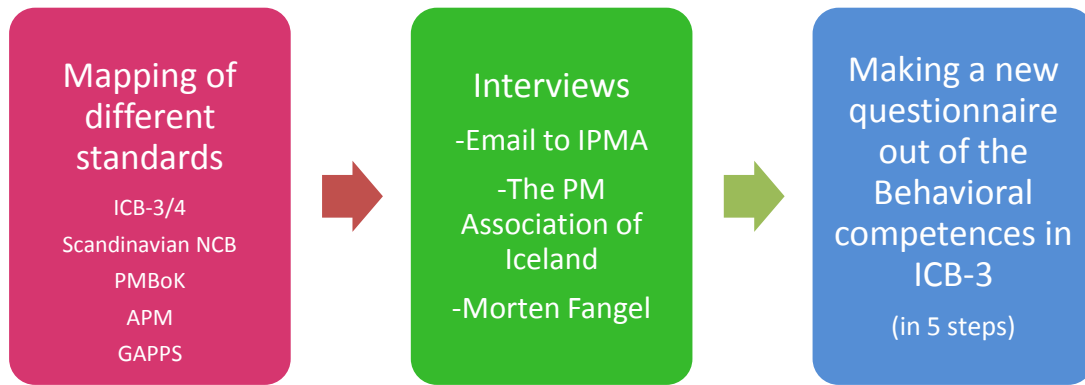 Mapping of
different
standards
ICB-3/4
Scandinavian NCB
PMBoK
APM
GAPPS
Interviews
-Email to IPMA
-The PM
Association of
Iceland
-Morten Fangel
Making a new
questionnaire
out of the
Behavioral
competences in
ICB-3
(in 5 steps)